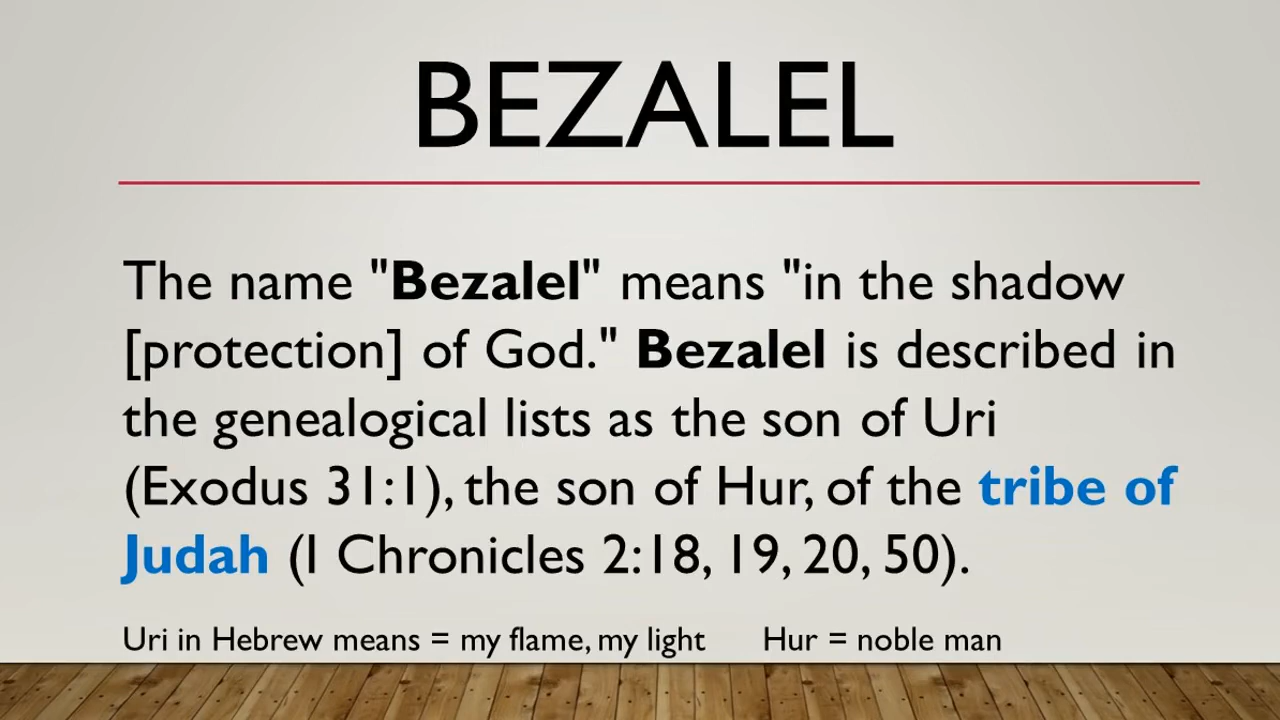 BEZALEL
The name "Bezalel" means "in the shadow
[protection] of God." Bezalel is described in
the genealogical lists as the son of Uri
(Exodus 31:1), the son of Hur, of the tribe of
Judah (I Chronicles 2:18, 19, 20, 50).
Uri in Hebrew means = my flame, my light Hur = noble man